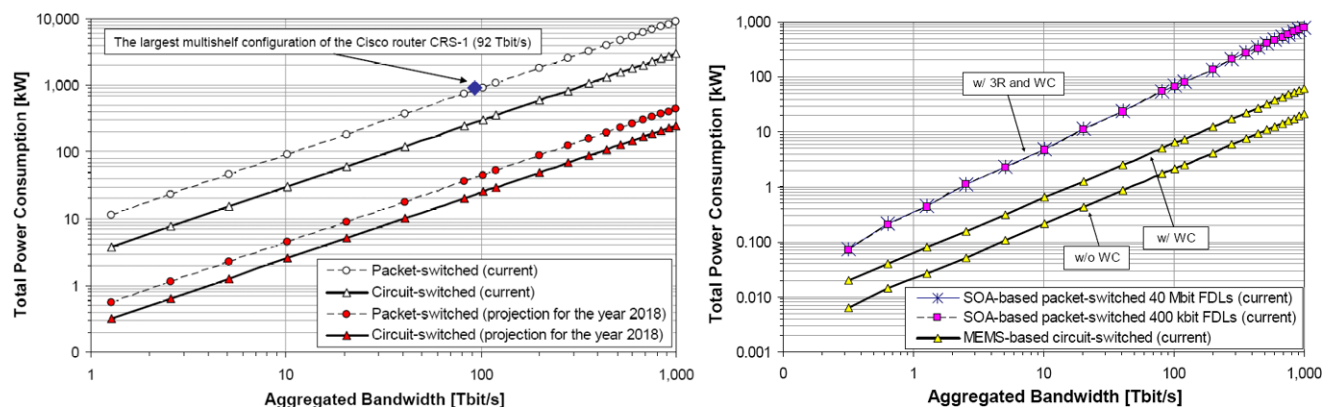 10,000
1,000
100
10
1
0
Total Power Consumption [kW]
The largest multishelf configuration of the Cisco router CRS-1 (92 Tbit/s)
Packet-switched (current)
Circuit-switched (current)
Packet-switched (projection for the year 2018)
Circuit-switched (projection for the year 2018)
1 10 100 1,000
Aggregated Bandwidth [Tbit/s]
1,000
100
10
1
0.100
0.010
0.001
Total Power Consumption [kW]
w/ 3R and WC
w/ WC
w/o WC
SOA-based packet-switched 40 Mbit FDLs (current)
SOA-based packet-switched 400 kbit FDLs (current)
MEMS-based circuit-switched (current)
0 1 10 100 1,000
Aggregated Bandwidth [Tbit/s]